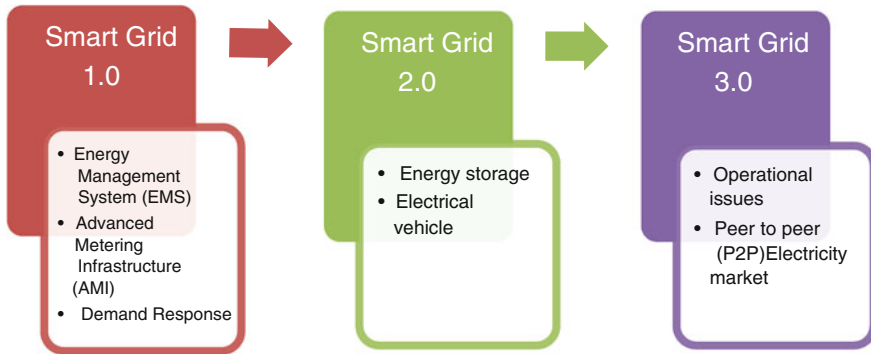 Smart Grid
1.0
• Energy
Management
System (EMS)
• Advanced
Metering
Infrastructure
(AMI)
• Demand Response
Smart Grid
2.0
• Energy storage
• Electrical
vehicle
Smart Grid
3.0
• Operational
issues
• Peer to peer
(P2P)Electricity
market